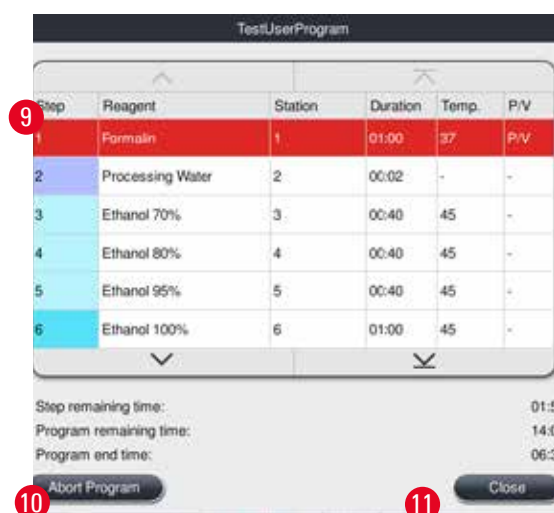 TestUserProgram
Step Reagent Station Duration Temp. P/V
9
1 Formalin 1 01:00 37 P/V
2 Processing Water 2 00:02 - -
3 Ethanol 70% 3 00:40 45 -
4 Ethanol 80% 4 00:40 45 -
5 Ethanol 95% 5 00:40 45 -
6 Ethanol 100% 6 01:00 45 -
Step remaining time:
Program remaining time:
Program end time:
Abort Program Close
10 11